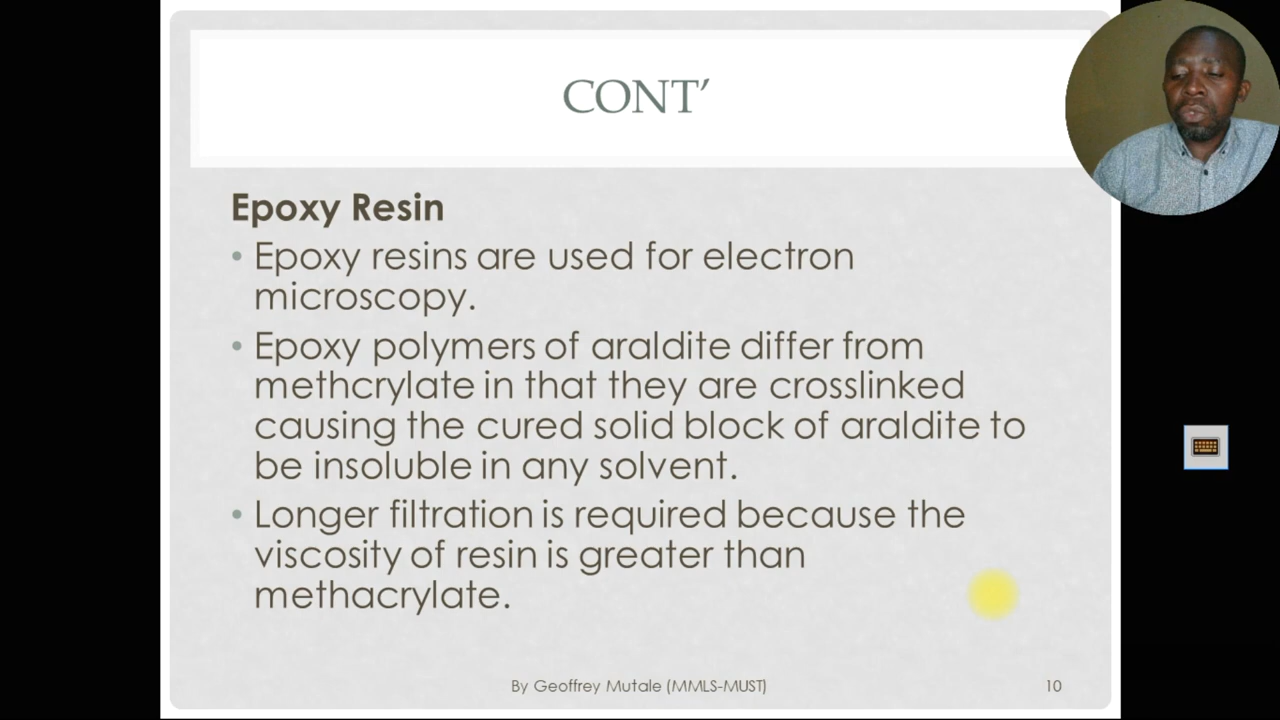 CONT’
Epoxy Resin
• Epoxy resins are used for electron
microscopy.
• Epoxy polymers of araldite differ from
methcrylate in that they are crosslinked
causing the cured solid block of araldite to
be insoluble in any solvent.
• Longer filtration is required because the
viscosity of resin is greater than
methacrylate.
By Geoffrey Mutale (MMLS-MUST)
10